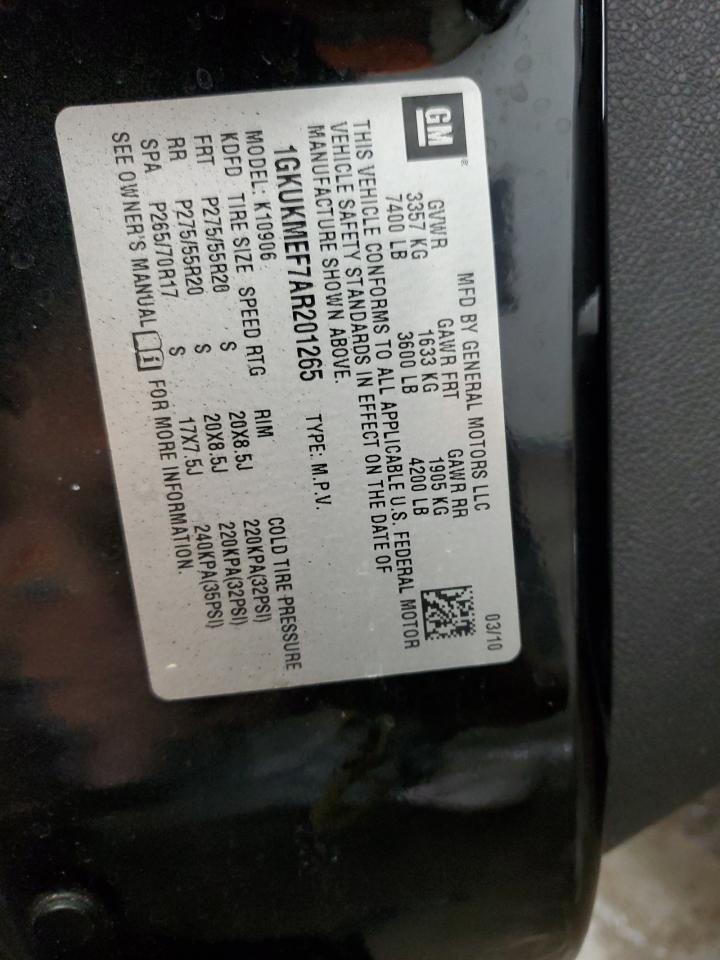 GM
®
MFD BY GENERAL MOTORS LLC
03/10
GVWR GAWR FRT GAWR RR
3357 KG 1633 KG 1905 KG
7400 LB 3600 LB 4200 LB
THIS VEHICLE CONFORMS TO ALL APPLICABLE U.S. FEDERAL MOTOR
VEHICLE SAFETY STANDARDS IN EFFECT ON THE DATE OF
MANUFACTURE SHOWN ABOVE.
1GKUKMEF7AR201265 TYPE: M.P.V.
MODEL: K10906
KDFD TIRE SIZE SPEED RTG RIM COLD TIRE PRESSURE
FRT P275/55R20 S 20X8.5J 220KPA(32PSI)
RR P275/55R20 S 20X8.5J 220KPA(32PSI)
SPA P265/70R17 S 17X7.5J 240KPA(35PSI)
SEE OWNER'S MANUAL FOR MORE INFORMATION.